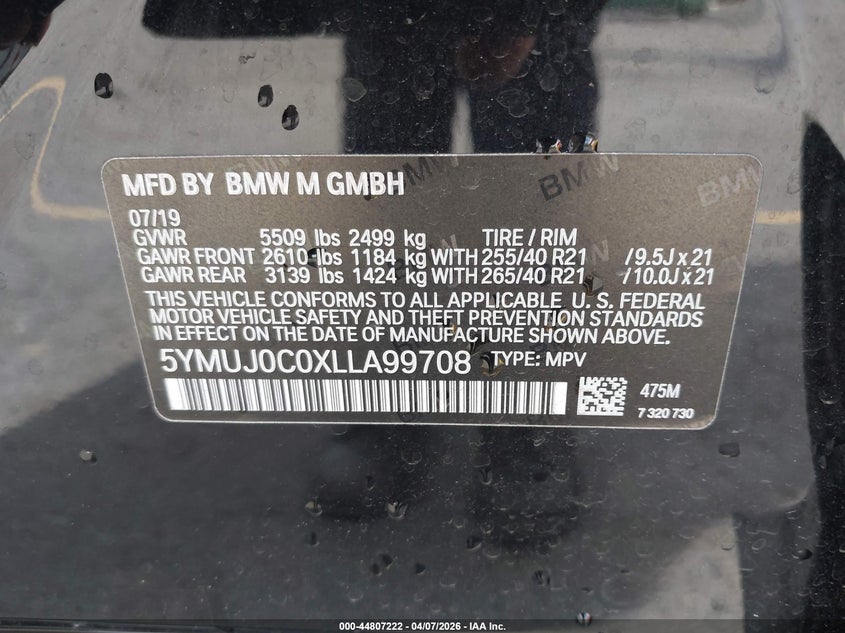 MFD BY BMW M GMBH
07/19
GVWR 5509 lbs 2499 kg TIRE / RIM
GAWR FRONT 2610 lbs 1184 kg WITH 255/40 R21 /9.5J x 21
GAWR REAR 3139 lbs 1424 kg WITH 265/40 R21 /10.0J x 21
THIS VEHICLE CONFORMS TO ALL APPLICABLE U. S. FEDERAL
MOTOR VEHICLE SAFETY AND THEFT PREVENTION STANDARDS
IN EFFECT ON THE DATE OF MANUFACTURE SHOWN ABOVE.
5YMUJ0C0XLLA99708 TYPE: MPV
475M
7 320 730
BMW
BMW
BMW
000-44807222 - 04/07/2026 - IAA Inc.